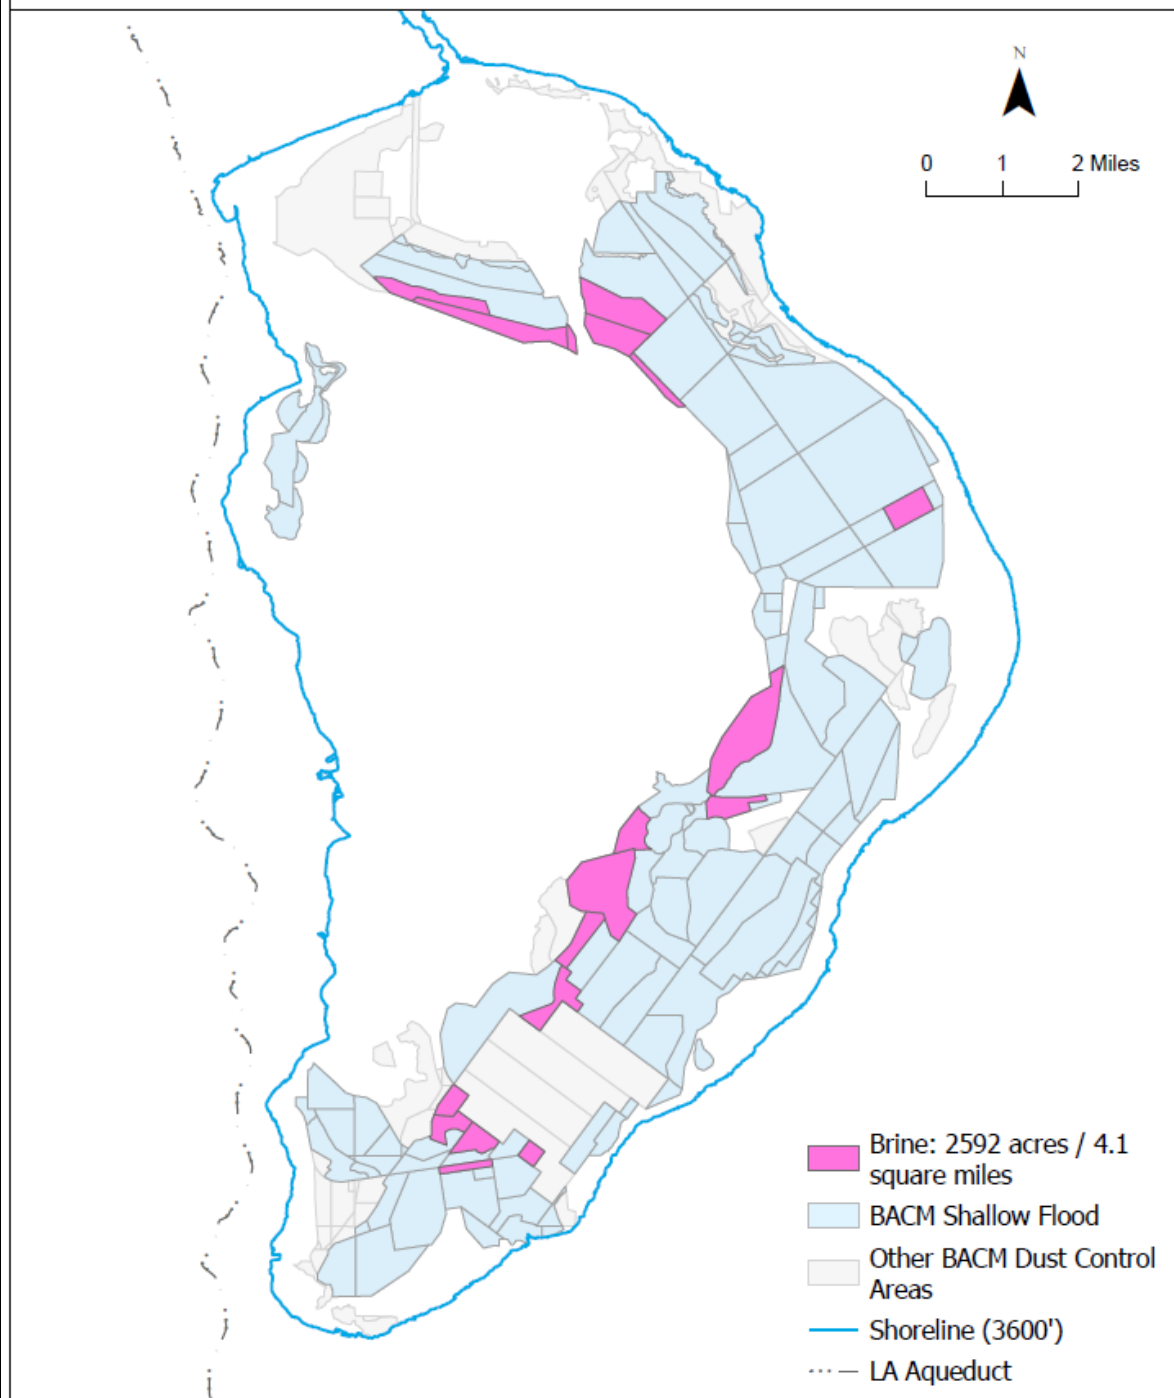 N
0 1 2 Miles
Brine: 2592 acres / 4.1
square miles
BACM Shallow Flood
Other BACM Dust Control
Areas
Shoreline (3600')
LA Aqueduct